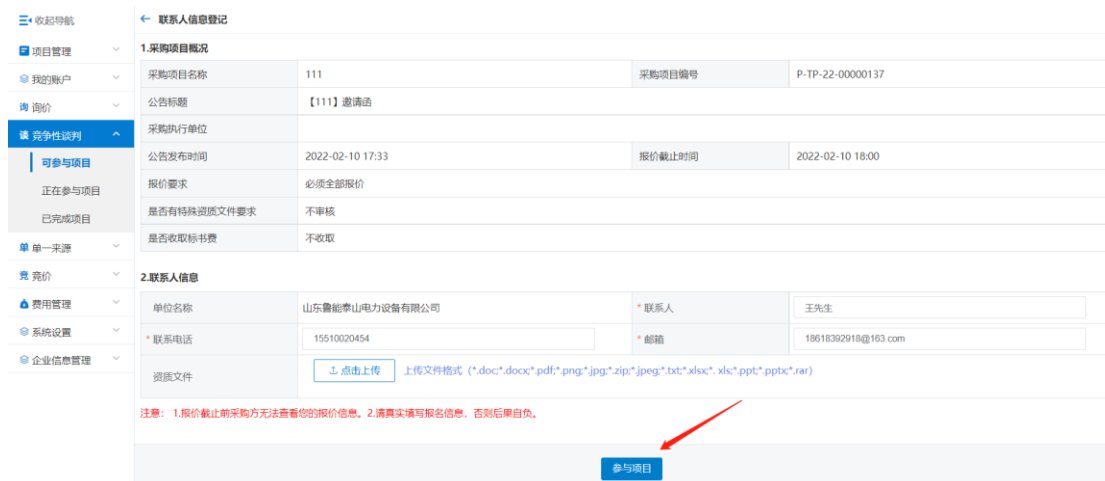 收起导航
项目管理
我的账户
询 询价
谈 竞争性谈判
可参与项目
正在参与项目
已完成项目
单 单一来源
竞 竞价
费用管理
系统设置
企业信息管理
← 联系人信息登记
1.采购项目概况
采购项目名称 111 采购项目编号 P-TP-22-00000137
公告标题 【111】邀请函
采购执行单位
公告发布时间 2022-02-10 17:33 报价截止时间 2022-02-10 18:00
报价要求 必须全部报价
是否有特殊资质文件要求 不审核
是否收取标书费 不收取
2.联系人信息
单位名称 山东鲁能泰山电力设备有限公司 * 联系人 王先生
* 联系电话 15510020454 * 邮箱 18618392918@163.com
资质文件 点击上传 上传文件格式（*.doc;*.docx;*.pdf;*.png;*.jpg;*.zip;*.jpeg;*.txt;*.xlsx;*. xls;*.ppt;*.pptx;*.rar）
注意： 1.报价截止前采购方无法查看您的报价信息。2.请真实填写报名信息，否则后果自负。
参与项目